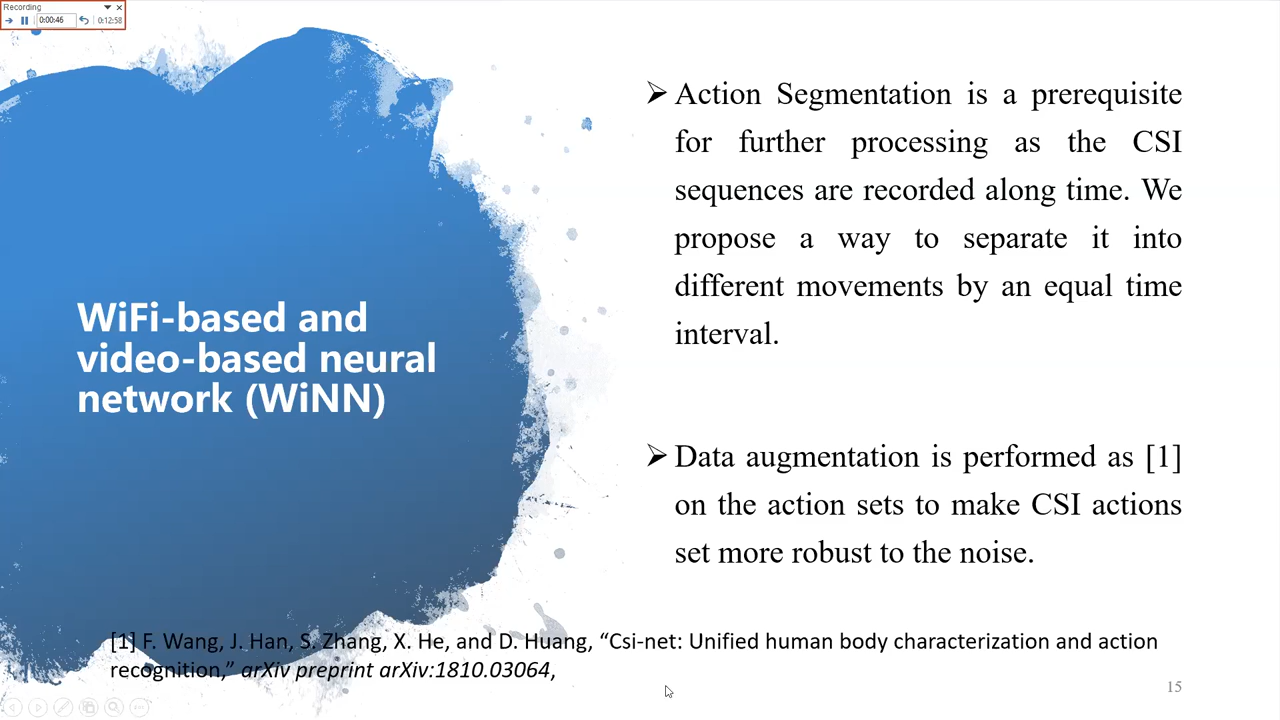 Recording
0:00:46
0:12:58
Action Segmentation is a prerequisite
for further processing as the CSI
sequences are recorded along time. We
propose a way to separate it into
different movements by an equal time
interval.
WiFi-based and
video-based neural
network (WiNN)
Data augmentation is performed as [1]
on the action sets to make CSI actions
set more robust to the noise.
[1] F. Wang, J. Han, S. Zhang, X. He, and D. Huang, “Csi-net: Unified human body characterization and action
recognition,” arXiv preprint arXiv:1810.03064,
15